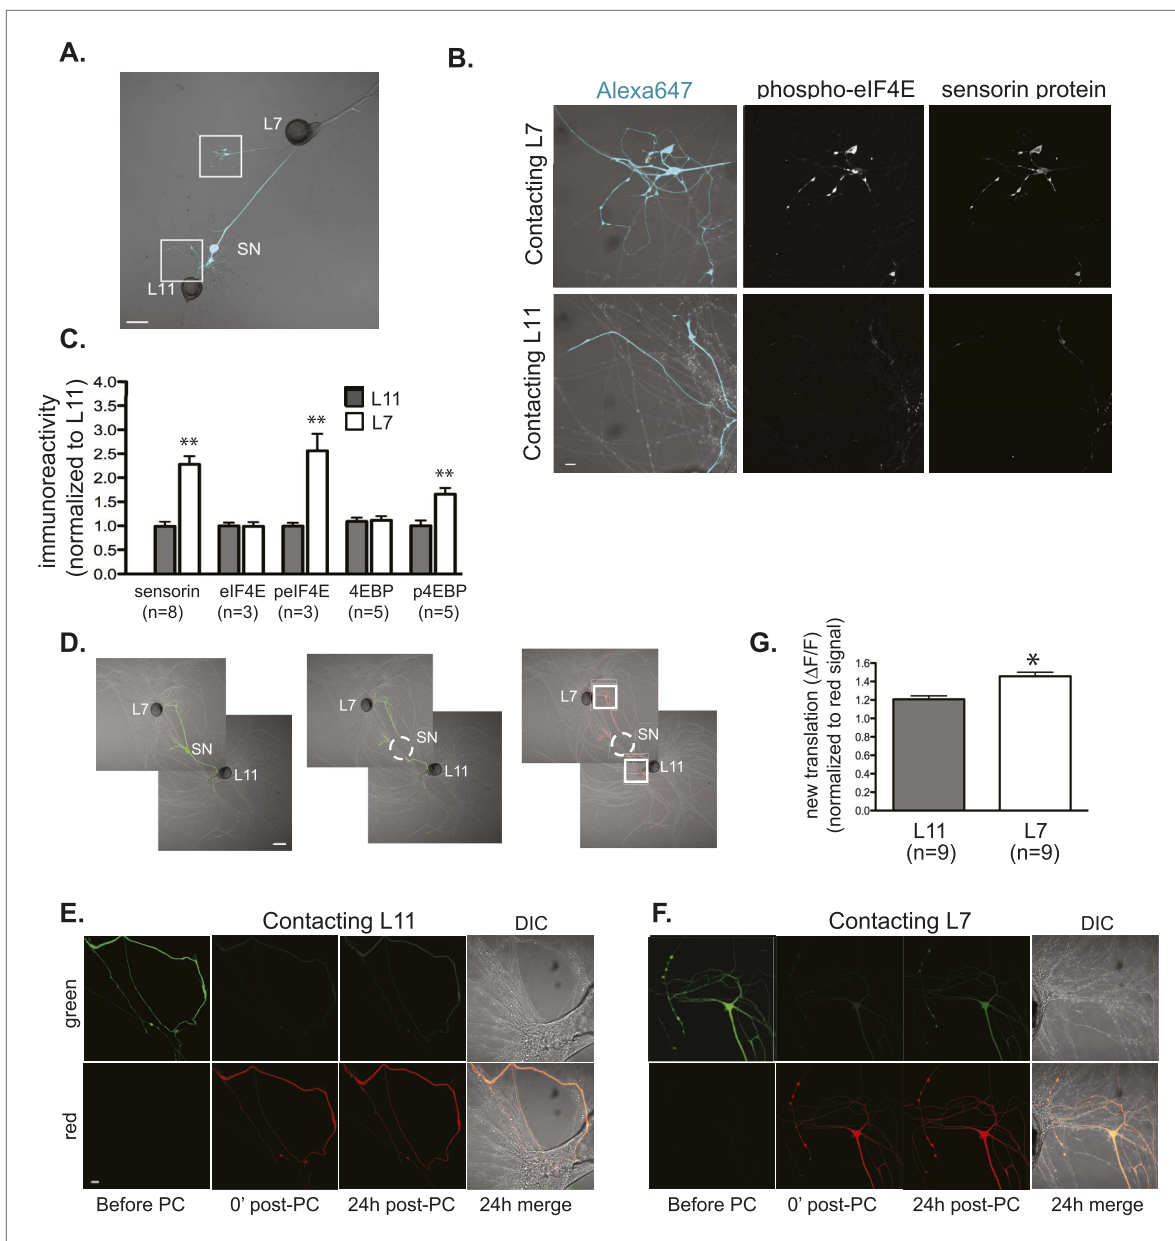 A.
L7
SN
L11
B.
Alexa647
phospho-eIF4E
sensorin protein
Contacting L7
Contacting L11
C.
immunoreactivity
(normalized to L11)
4.0
3.5
3.0
2.5
2.0
1.5
1.0
0.5
0.0
L11
L7
**
**
**
sensorin eIF4E peIF4E 4EBP p4EBP
(n=8) (n=3) (n=3) (n=5) (n=5)
D.
L7
SN
L11
L7
SN
L11
L7
SN
L11
G.
new translation (ΔF/F)
(normalized to red signal)
1.6
1.4
1.2
1.0
0.8
0.6
0.4
0.2
0.0
*
L11 L7
(n=9) (n=9)
E.
Contacting L11
DIC
green
red
Before PC 0' post-PC 24h post-PC 24h merge
F.
Contacting L7
DIC
Before PC 0' post-PC 24h post-PC 24h merge